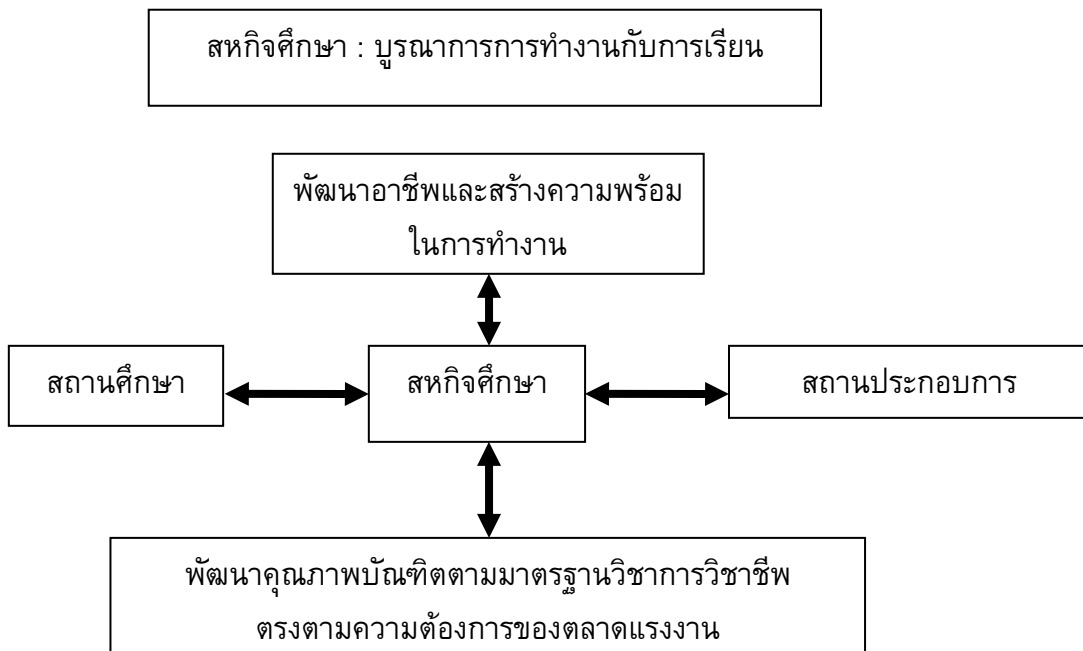 สหกิจศึกษา : บูรณาการการทำงานกับการเรียน
พัฒนาอาชีพและสร้างความพร้อม
ในการทำงาน
สถานศึกษา
สหกิจศึกษา
สถานประกอบการ
พัฒนาคุณภาพบัณฑิตตามมาตรฐานวิชาการวิชาชีพ
ตรงตามความต้องการของตลาดแรงงาน